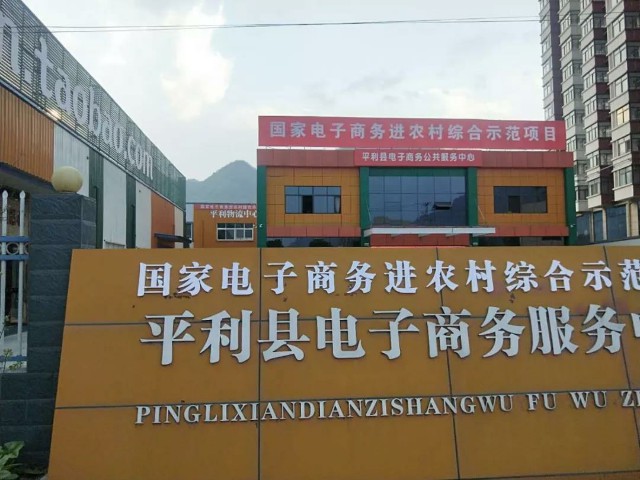 n.taobao.com
国家电子商务进农村综合示范项目
平利县电子商务公共服务中心
平利物流中心
国家电子商务进农村综合示范
平利县电子商务服务中
PINGLIXIANDIANZISHANGWU FU WU Z